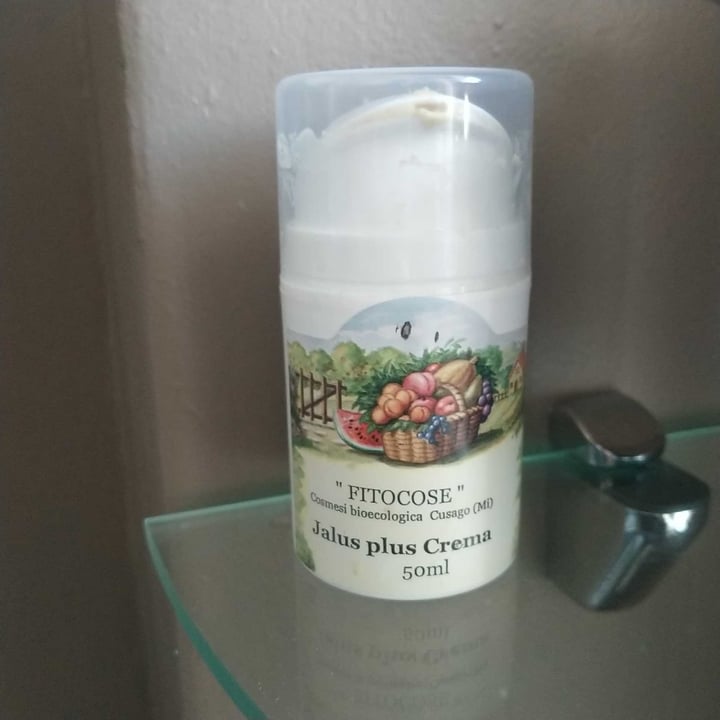 " FITOCOSE "
Cosmesi bioecologica Cusago (Mi)
Jalus plus Crema
50ml